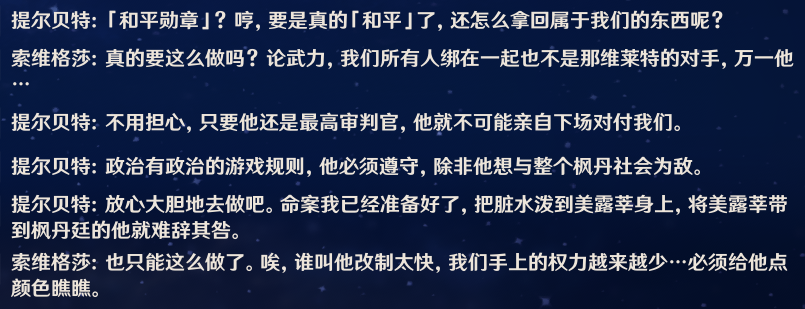 提尔贝特：「和平勋章」？哼，要是真的「和平」了，还怎么拿回属于我们的东西呢？
索维格莎：真的要这么做吗？论武力，我们所有人绑在一起也不是那维莱特的对手，万一他
…
提尔贝特：不用担心，只要他还是最高审判官，他就不可能亲自下场对付我们。
提尔贝特：政治有政治的游戏规则，他必须遵守，除非他想与整个枫丹社会为敌。
提尔贝特：放心大胆地去做吧。命案我已经准备好了，把脏水泼到美露莘身上，将美露莘带
到枫丹廷的他就难辞其咎。
索维格莎：也只能这么做了。唉，谁叫他改制太快，我们手上的权力越来越少…必须给他点
颜色瞧瞧。